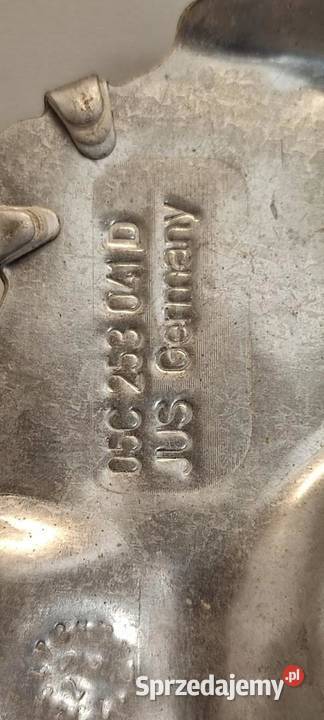 05C 253 041 D
JUS Germany
Sprzedajemy.pl